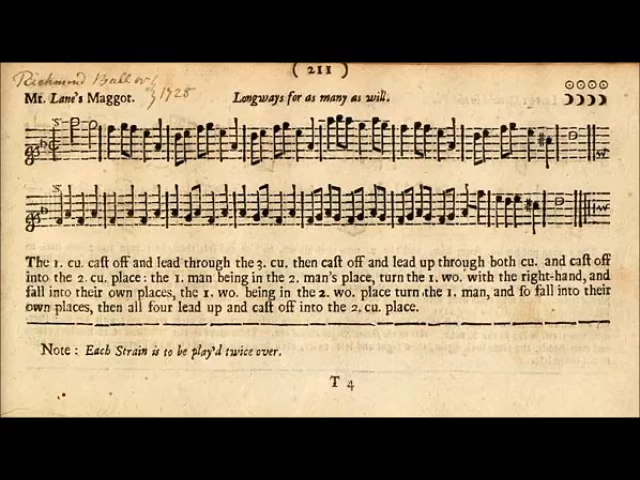 ( 211 )
Richmond Ball or
1728
Mr. Lane's Maggot. Longways for as many as will.
The 1. cu. cast off and lead through the 3. cu. then cast off and lead up through both cu. and cast off
into the 2. cu. place: the 1. man being in the 2. man's place, turn the 1. wo. with the right-hand, and
fall into their own places, the 1. wo. being in the 2. wo. place turn the 1. man, and so fall into their
own places, then all four lead up and cast off into the 2. cu. place.
Note: Each Strain is to be play'd twice over.
T 4